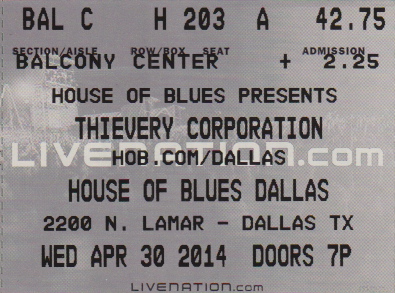 BAL C H 203 A 42.75
SECTION/AISLE ROW/BOX SEAT ADMISSION
BALCONY CENTER + 2.25
HOUSE OF BLUES PRESENTS
THIEVERY CORPORATION
LIVENATION.com
HOB.COM/DALLAS
HOUSE OF BLUES DALLAS
2200 N. LAMAR - DALLAS TX
WED APR 30 2014 DOORS 7P
LIVENATION.com